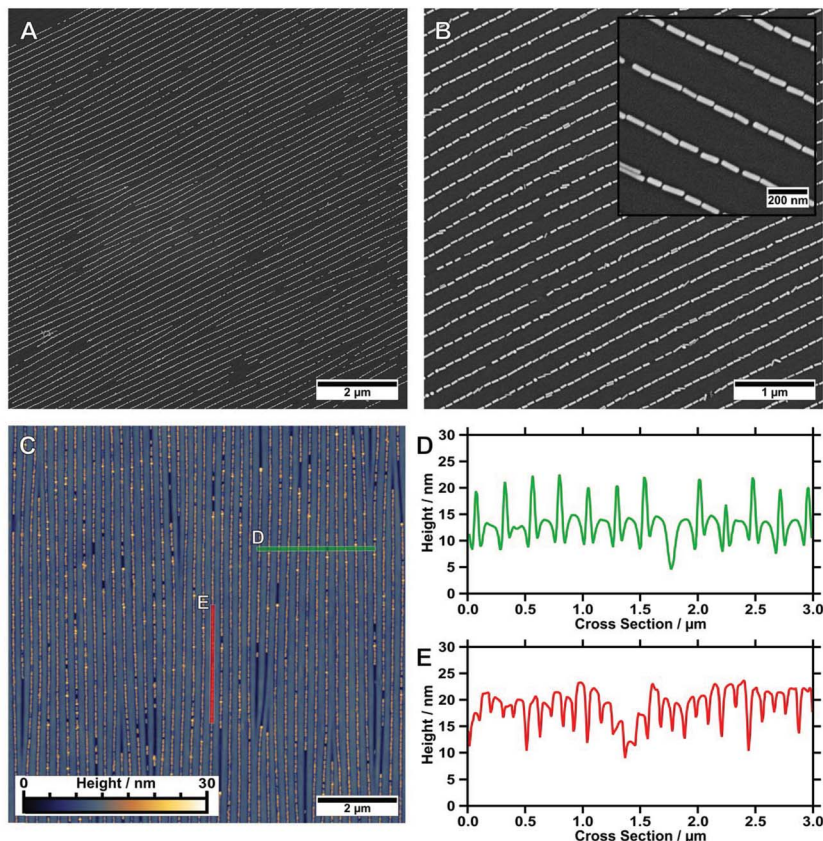 A
2 µm
B
200 nm
1 µm
C
D
E
0 Height / nm 30
2 µm
D
30
25
20
15
10
5
0
Height / nm
0.0 0.5 1.0 1.5 2.0 2.5 3.0
Cross Section / µm
E
30
25
20
15
10
5
0
Height / nm
0.0 0.5 1.0 1.5 2.0 2.5 3.0
Cross Section / µm